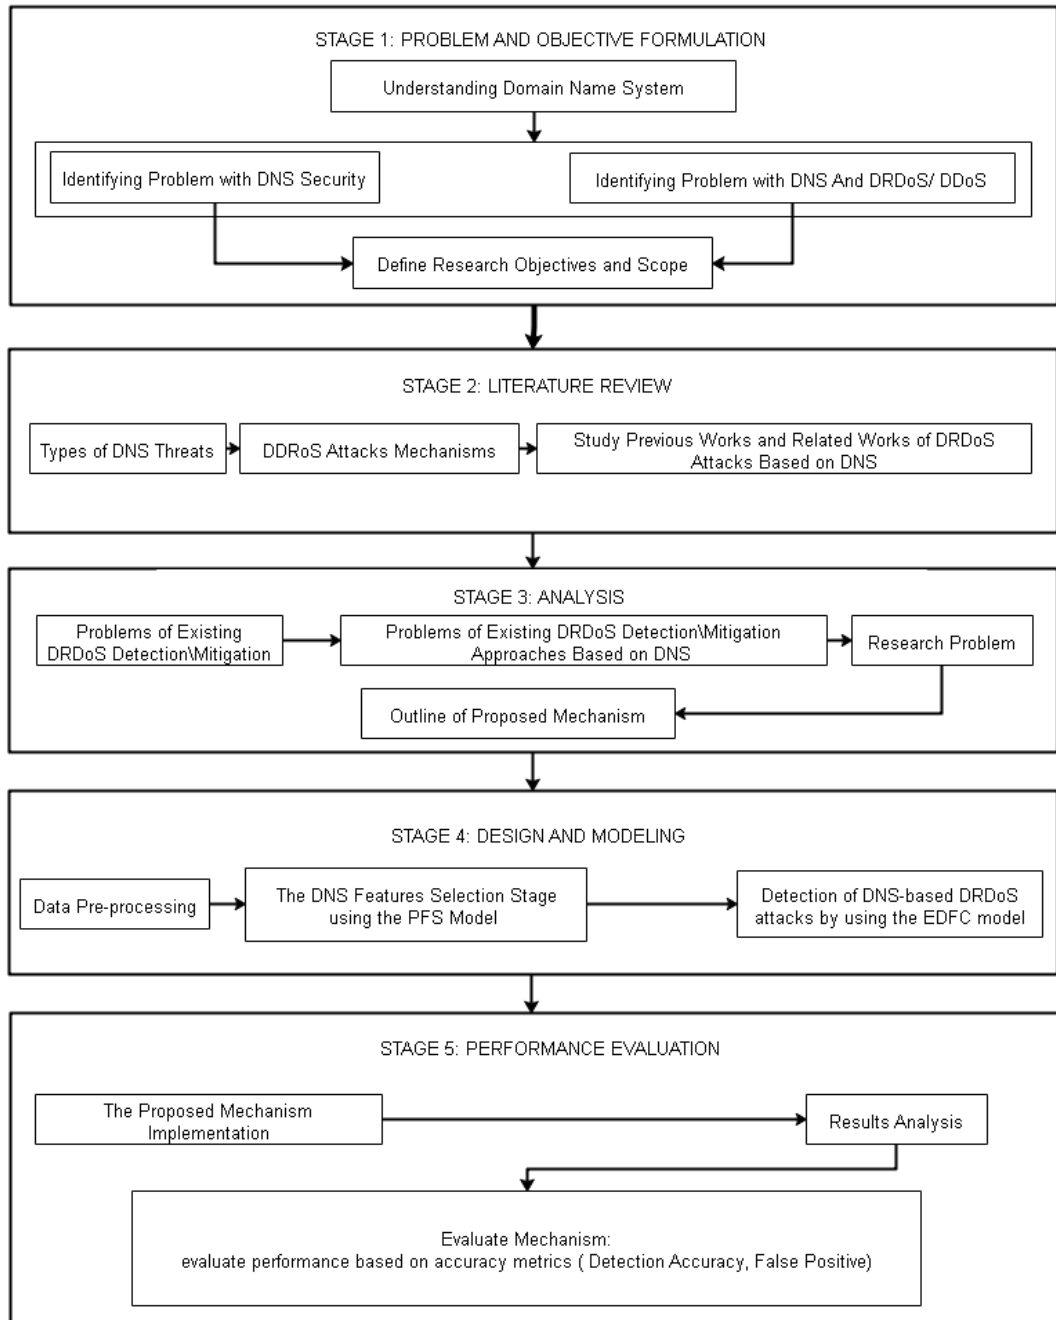 STAGE 1: PROBLEM AND OBJECTIVE FORMULATION
Understanding Domain Name System
Identifying Problem with DNS Security
Identifying Problem with DNS And DRDoS/ DDoS
Define Research Objectives and Scope
STAGE 2: LITERATURE REVIEW
Types of DNS Threats
DDRoS Attacks Mechanisms
Study Previous Works and Related Works of DRDoS
Attacks Based on DNS
STAGE 3: ANALYSIS
Problems of Existing
DRDoS Detection\Mitigation
Problems of Existing DRDoS Detection\Mitigation
Approaches Based on DNS
Research Problem
Outline of Proposed Mechanism
STAGE 4: DESIGN AND MODELING
Data Pre-processing
The DNS Features Selection Stage
using the PFS Model
Detection of DNS-based DRDoS
attacks by using the EDFC model
STAGE 5: PERFORMANCE EVALUATION
The Proposed Mechanism
Implementation
Results Analysis
Evaluate Mechanism:
evaluate performance based on accuracy metrics ( Detection Accuracy, False Positive)